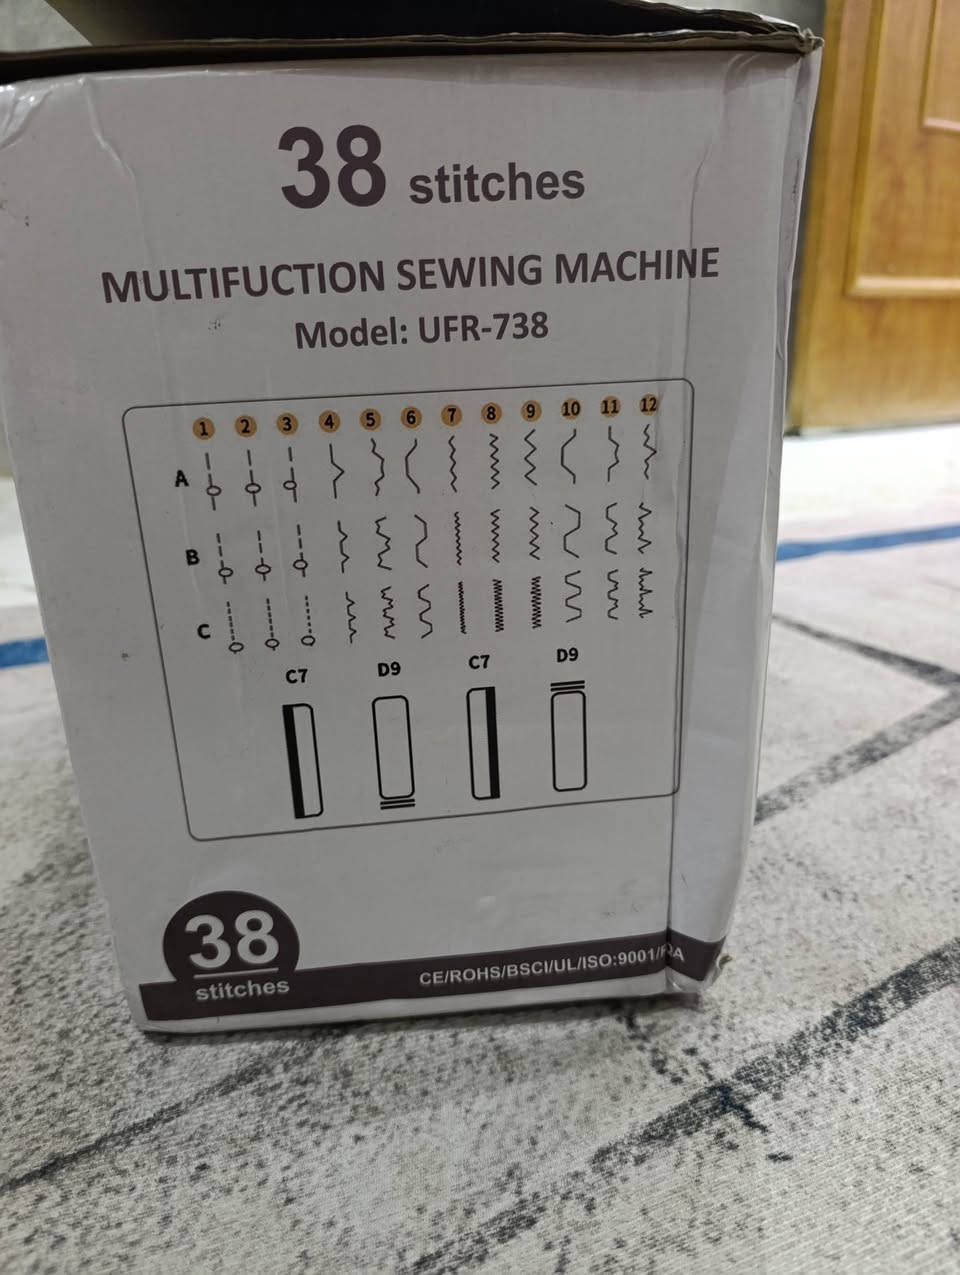 38 stitches
MULTIFUCTION SEWING MACHINE
Model: UFR-738
1 2 3 4 5 6 7 8 9 10 11 12
A
B
C
C7 D9 C7 D9
38
stitches
CE/ROHS/BSCI/UL/ISO:9001/